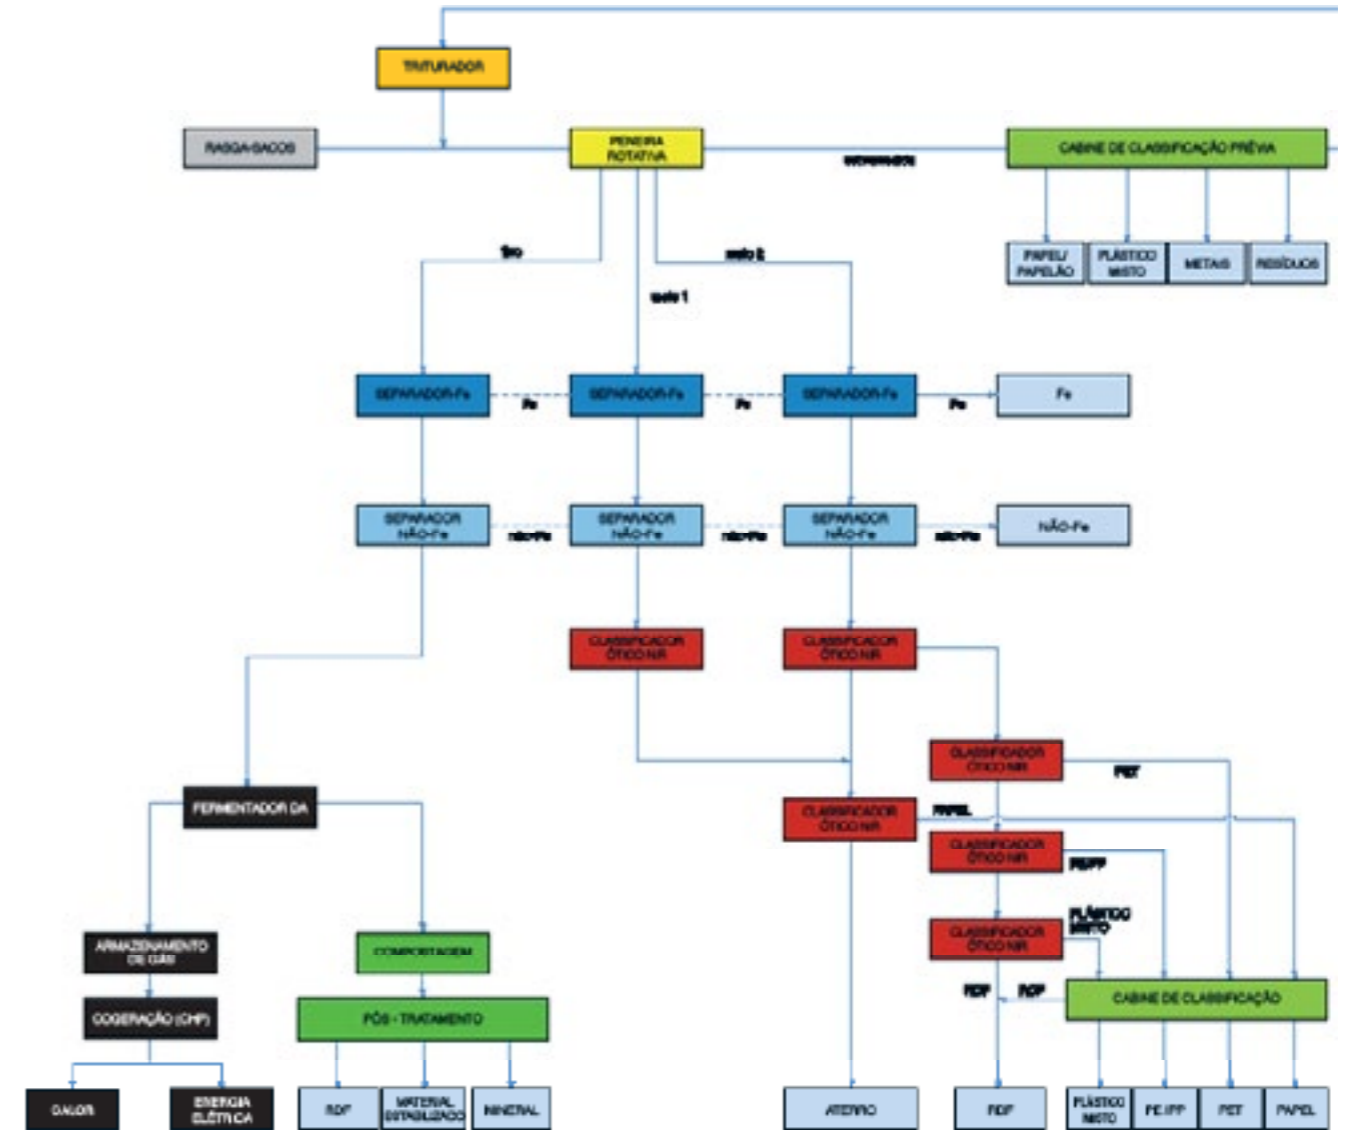 TRITURADOR
RASGA-SACOS
PENEIRA
ROTATIVA
CABINE DE CLASSIFICAÇÃO PRÉVIA
PAPEL/
PAPELÃO
PLÁSTICO
MISTO
METAIS
RESÍDUOS
fino
meio 2
meio 1
SEPARADOR-Fe
Fe
SEPARADOR-Fe
Fe
SEPARADOR-Fe
Fe
Fe
SEPARADOR
NÃO-Fe
não-Fe
SEPARADOR
NÃO-Fe
não-Fe
SEPARADOR
NÃO-Fe
não-Fe
NÃO-Fe
CLASSIFICADOR
ÓTICO NIR
CLASSIFICADOR
ÓTICO NIR
CLASSIFICADOR
ÓTICO NIR
PET
FERMENTADOR DA
CLASSIFICADOR
ÓTICO NIR
PAPEL
CLASSIFICADOR
ÓTICO NIR
PE/PP
CLASSIFICADOR
ÓTICO NIR
PLÁSTICO
MISTO
ARMAZENAMENTO
DE GÁS
COMPOSTAGEM
RDF
RDF
CABINE DE CLASSIFICAÇÃO
COGERAÇÃO (CHP)
PÓS - TRATAMENTO
CALOR
ENERGIA
ELÉTRICA
RDF
MATERIAL
ESTABILIZADO
MINERAL
ATERRO
RDF
PLÁSTICO
MISTO
PE /PP
PET
PAPEL